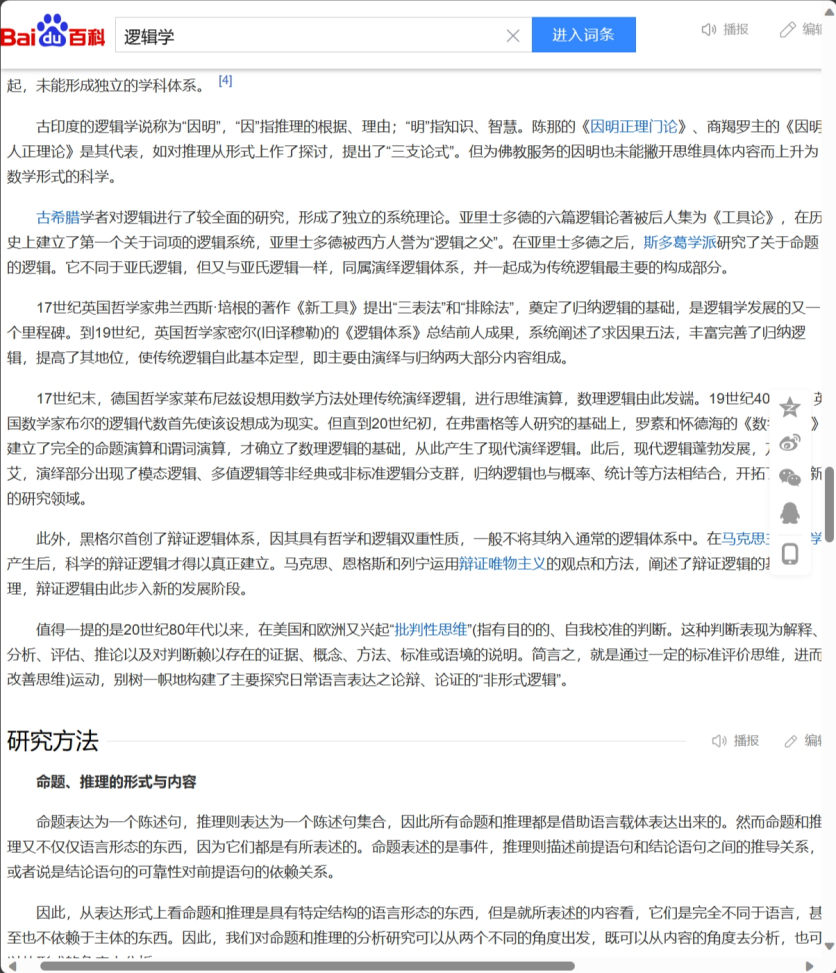 Bai du 百科
逻辑学
进入词条
播报
编辑
起，未能形成独立的学科体系。 [4]
古印度的逻辑学说称为“因明”，“因”指推理的根据、理由；“明”指知识、智慧。陈那的《因明正理门论》、商羯罗主的《因明
人正理论》是其代表，如对推理从形式上作了探讨，提出了“三支论式”。但为佛教服务的因明也未能撇开思维具体内容而上升为
数学形式的科学。
古希腊学者对逻辑进行了较全面的研究，形成了独立的系统理论。亚里士多德的六篇逻辑论著被后人集为《工具论》，在历
史上建立了第一个关于词项的逻辑系统，亚里士多德被西方人誉为“逻辑之父”。在亚里士多德之后，斯多葛学派研究了关于命题
的逻辑。它不同于亚氏逻辑，但又与亚氏逻辑一样，同属演绎逻辑体系，并一起成为传统逻辑最主要的构成部分。
17世纪英国哲学家弗兰西斯·培根的著作《新工具》提出“三表法”和“排除法”，奠定了归纳逻辑的基础，是逻辑学发展的又一
个里程碑。到19世纪，英国哲学家密尔(旧译穆勒)的《逻辑体系》总结前人成果，系统阐述了求因果五法，丰富完善了归纳逻
辑，提高了其地位，使传统逻辑自此基本定型，即主要由演绎与归纳两大部分内容组成。
17世纪末，德国哲学家莱布尼兹设想用数学方法处理传统演绎逻辑，进行思维演算，数理逻辑由此发端。19世纪40
国数学家布尔的逻辑代数首先使该设想成为现实。但直到20世纪初，在弗雷格等人研究的基础上，罗素和怀德海的《数 》
建立了完全的命题演算和谓词演算，才确立了数理逻辑的基础，从此产生了现代演绎逻辑。此后，现代逻辑蓬勃发展，
艾，演绎部分出现了模态逻辑、多值逻辑等非经典或非标准逻辑分支群，归纳逻辑也与概率、统计等方法相结合，开拓 新
的研究领域。
此外，黑格尔首创了辩证逻辑体系，因其具有哲学和逻辑双重性质，一般不将其纳入通常的逻辑体系中。在马克思 学
产生后，科学的辩证逻辑才得以真正建立。马克思、恩格斯和列宁运用辩证唯物主义的观点和方法，阐述了辩证逻辑的
理，辩证逻辑由此步入新的发展阶段。
值得一提的是20世纪80年代以来，在美国和欧洲又兴起“批判性思维”(指有目的的、自我校准的判断。这种判断表现为解释、
分析、评估、推论以及对判断赖以存在的证据、概念、方法、标准或语境的说明。简言之，就是通过一定的标准评价思维，进而
改善思维)运动，别树一帜地构建了主要探究日常语言表达之论辩、论证的“非形式逻辑”。
研究方法
播报
编辑
命题、推理的形式与内容
命题表达为一个陈述句，推理则表达为一个陈述句集合，因此所有命题和推理都是借助语言载体表达出来的。然而命题和推
理又不仅仅语言形态的东西，因为它们都是有所表述的。命题表述的是事件，推理则描述前提语句和结论语句之间的推导关系，
或者说是结论语句的可靠性对前提语句的依赖关系。
因此，从表达形式上看命题和推理是具有特定结构的语言形态的东西，但是就所表述的内容看，它们是完全不同于语言，甚
至也不依赖于主体的东西。因此，我们对命题和推理的分析研究可以从两个不同的角度出发，既可以从内容的角度去分析，也可